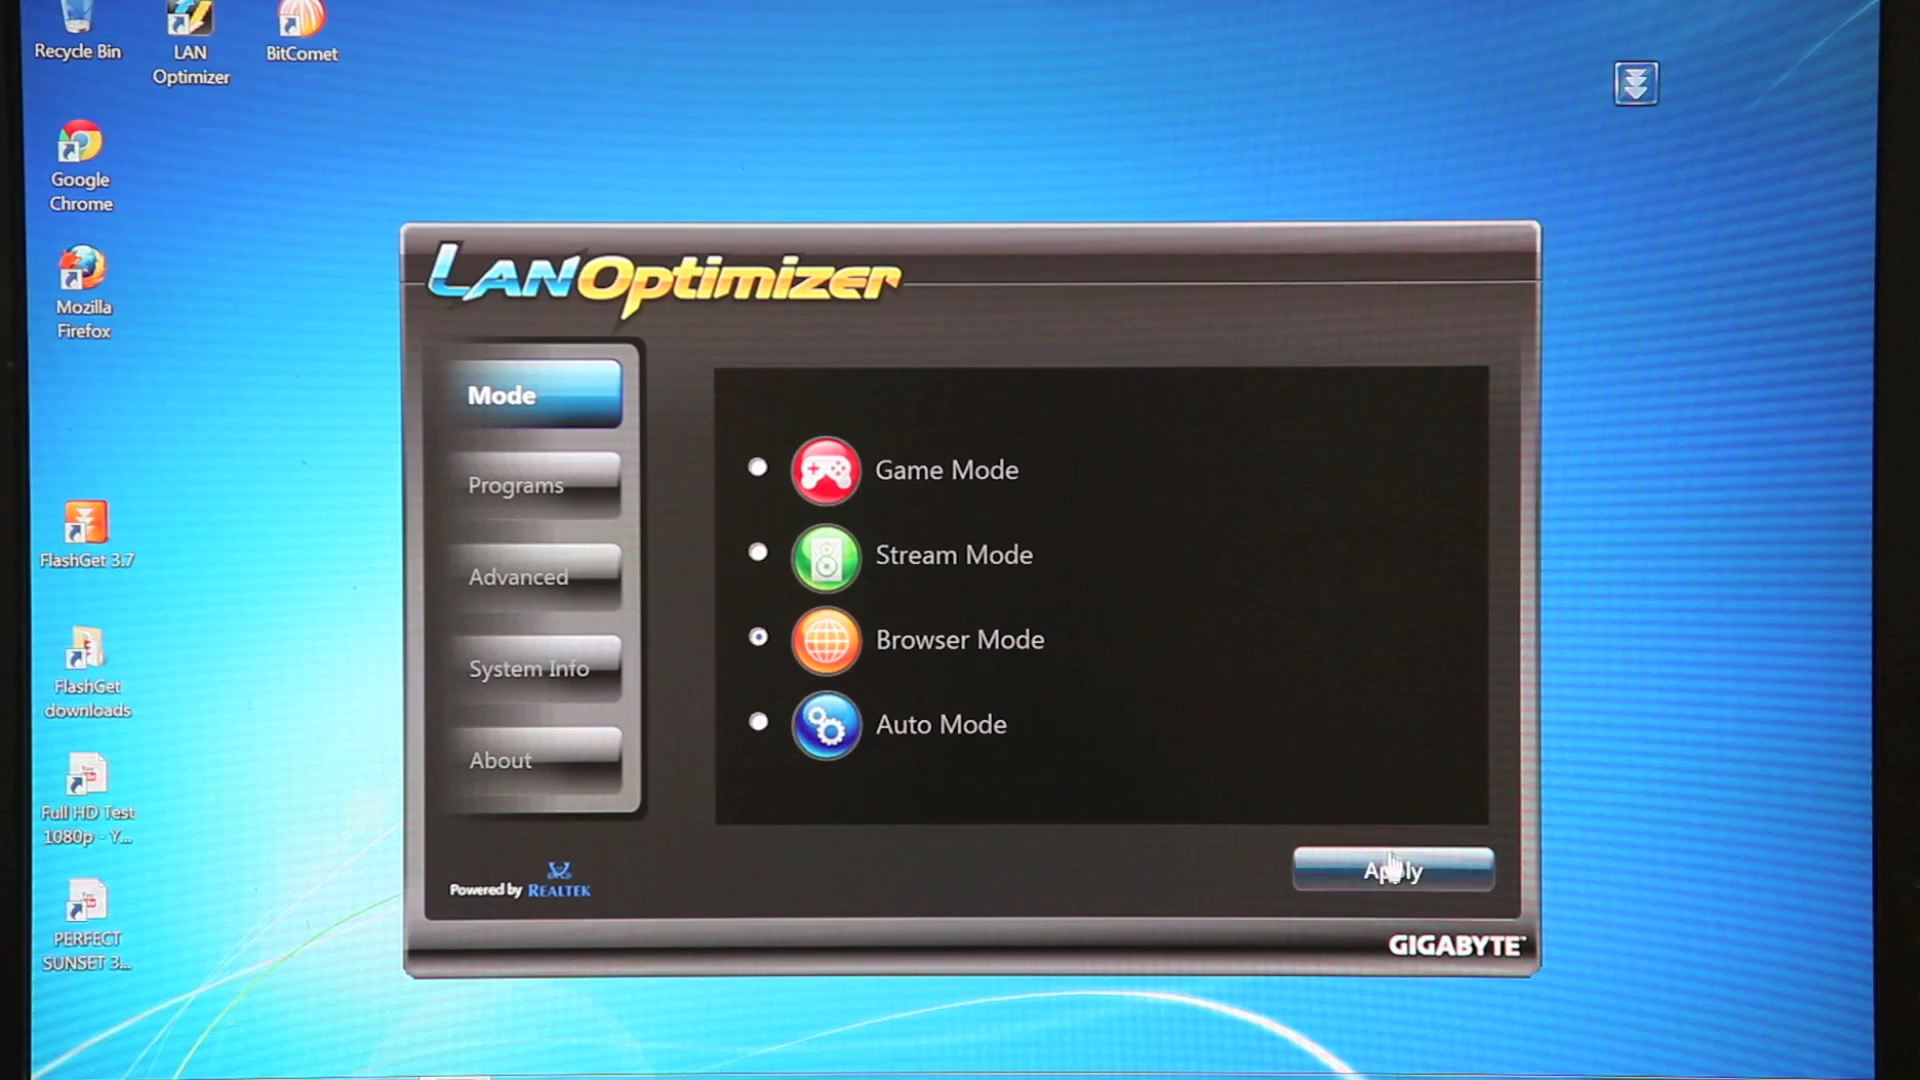 Recycle Bin
LAN
Optimizer
BitComet
Google
Chrome
Mozilla
Firefox
FlashGet 3.7
FlashGet
downloads
Full HD Test
1080p - Y...
PERFECT
SUNSET 3...
LANOptimizer
Mode
Programs
Advanced
System Info
About
Game Mode
Stream Mode
Browser Mode
Auto Mode
Powered by REALTEK
Apply
GIGABYTE™